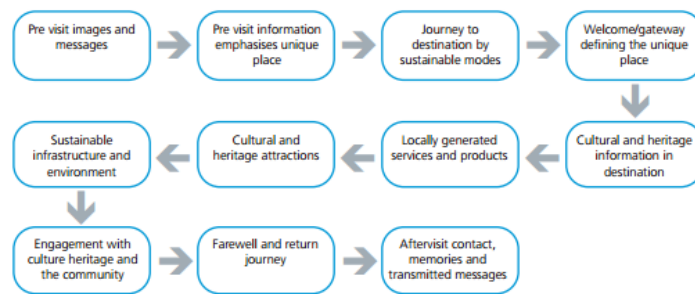 Pre visit images and
messages
Pre visit information
emphasises unique
place
Journey to
destination by
sustainable modes
Welcome/gateway
defining the unique
place
Sustainable
infrastructure and
environment
Cultural and
heritage attractions
Locally generated
services and products
Cultural and heritage
information in
destination
Engagement with
culture heritage and
the community
Farewell and return
journey
Aftervisit contact,
memories and
transmitted messages